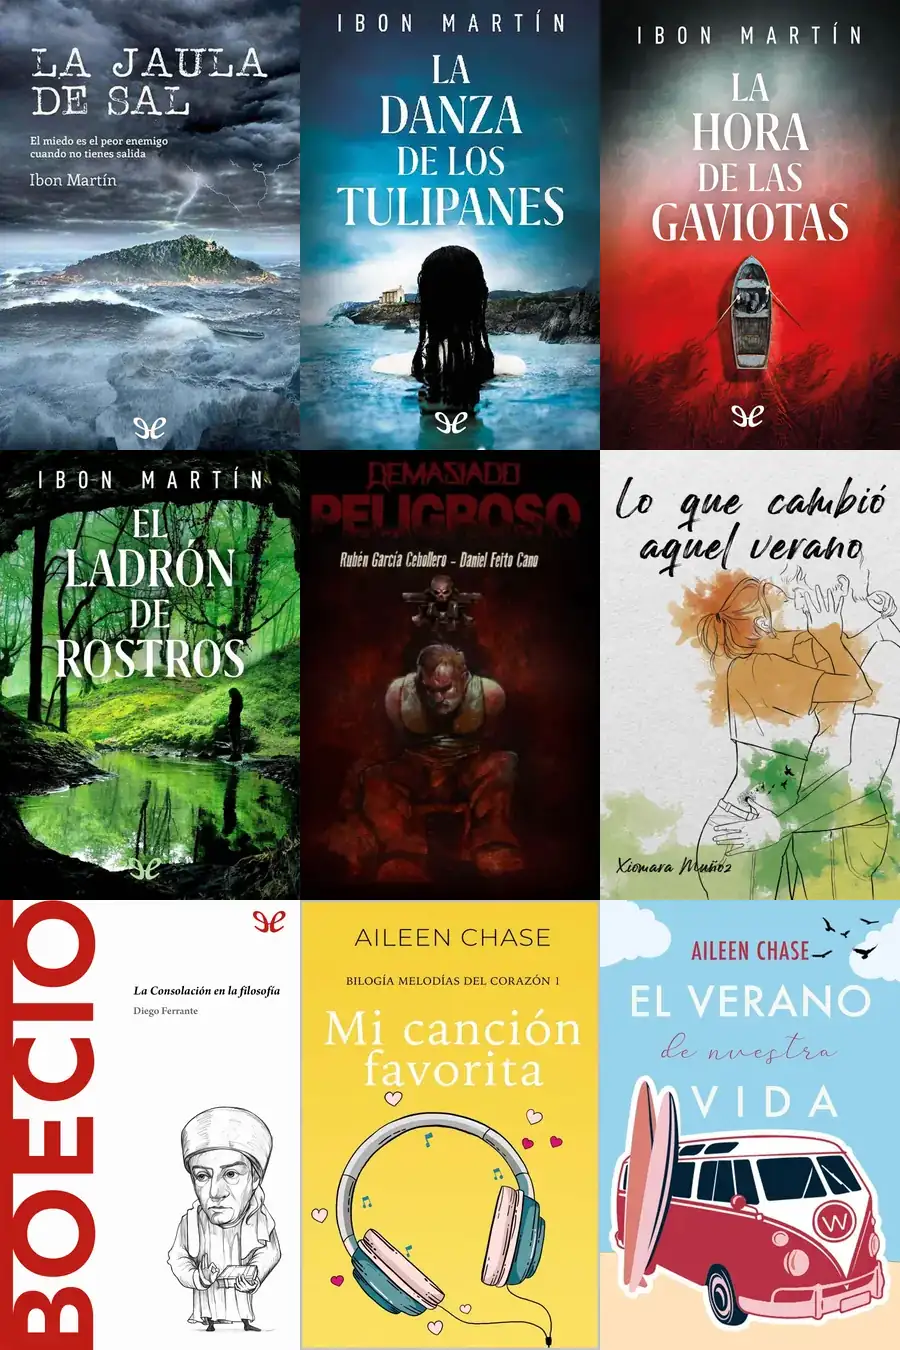 LA JAULA
DE SAL
El miedo es el peor enemigo
cuando no tienes salida
Ibon Martín
IBON MARTÍN
LA
DANZA
DE LOS
TULIPANES
IBON MARTÍN
LA
HORA
DE LAS
GAVIOTAS
IBON MARTÍN
EL
LADRÓN
DE
ROSTROS
DEMASIADO
PELIGROSO
Rubén García Cebollero - Daniel Feito Cano
Lo que cambió
aquel verano
Xiomara Muñoz
BOECIO
La Consolación en la filosofía
Diego Ferrante
AILEEN CHASE
BILOGÍA MELODÍAS DEL CORAZÓN 1
Mi canción
favorita
AILEEN CHASE
EL VERANO
de nuestra
VIDA
W